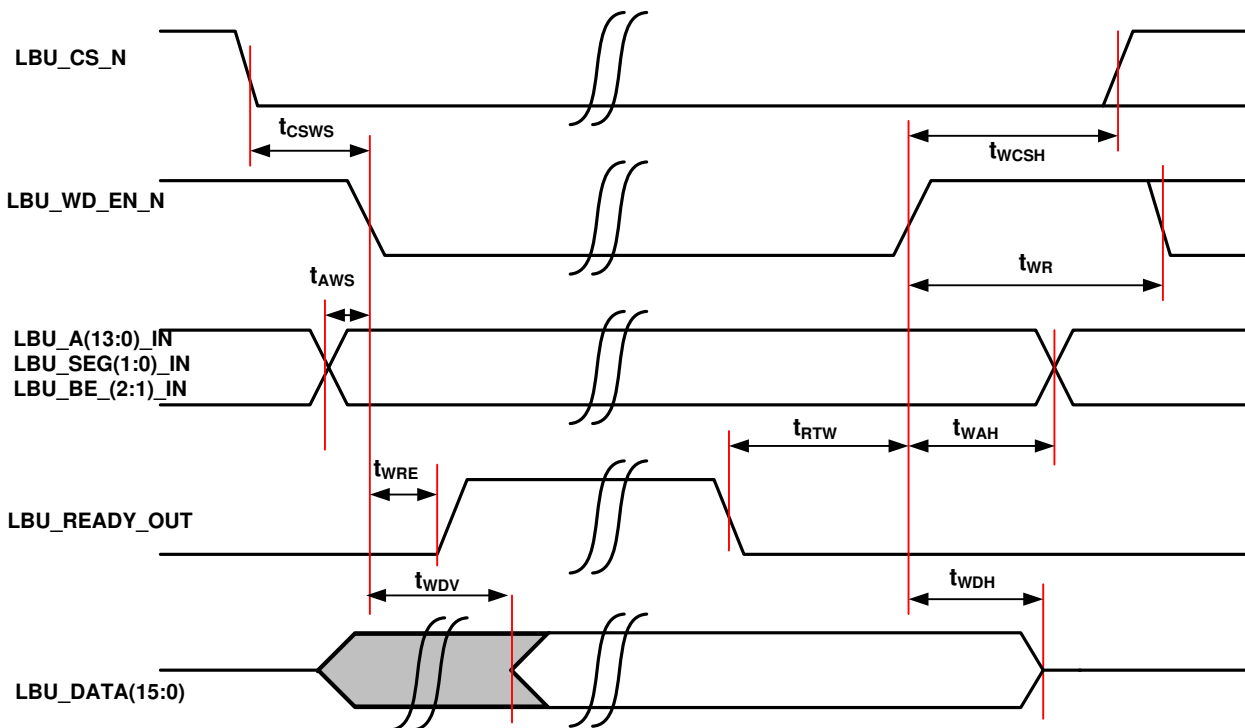 LBU_CS_N
tCSWS
tWCSH
LBU_WD_EN_N
tWR
tAWS
LBU_A(13:0)_IN
LBU_SEG(1:0)_IN
LBU_BE_(2:1)_IN
tRTW
tWAH
tWRE
LBU_READY_OUT
tWDV
tWDH
LBU_DATA(15:0)